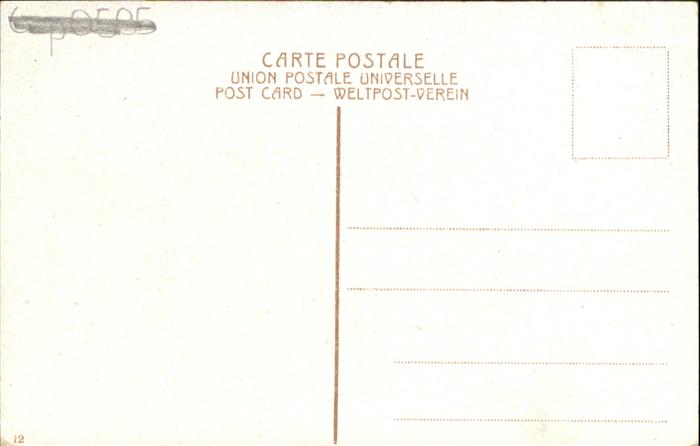 CARTE POSTALE
UNION POSTALE UNIVERSELLE
POST CARD — WELTPOST-VEREIN
12